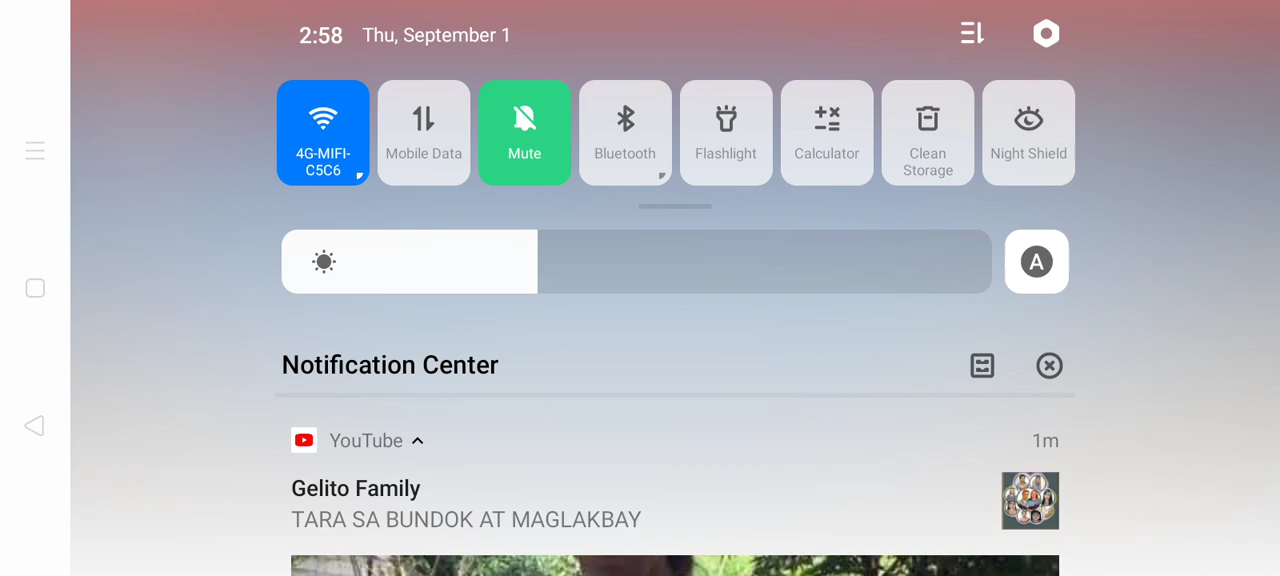 2:58 Thu, September 1
4G-MIFI-
C5C6
Mobile Data
Mute
Bluetooth
Flashlight
Calculator
Clean
Storage
Night Shield
A
Notification Center
YouTube 1m
Gelito Family
TARA SA BUNDOK AT MAGLAKBAY